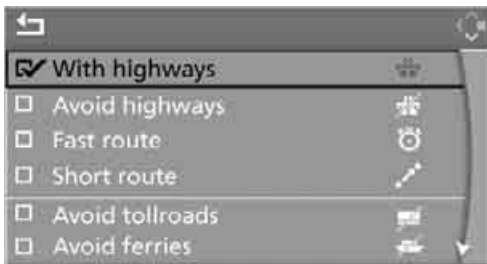 With highways
Avoid highways
Fast route
Short route
Avoid tollroads
Avoid ferries